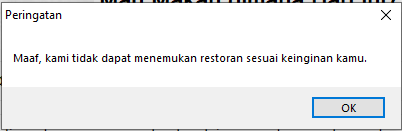 Peringatan
Maaf, kami tidak dapat menemukan restoran sesuai keinginan kamu.
OK